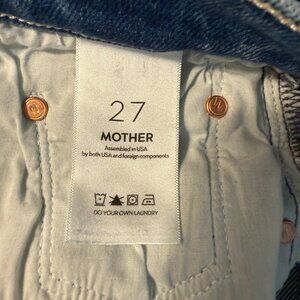 27
MOTHER
Assembled in USA
by both USA and foreign components
DO YOUR OWN LAUNDRY